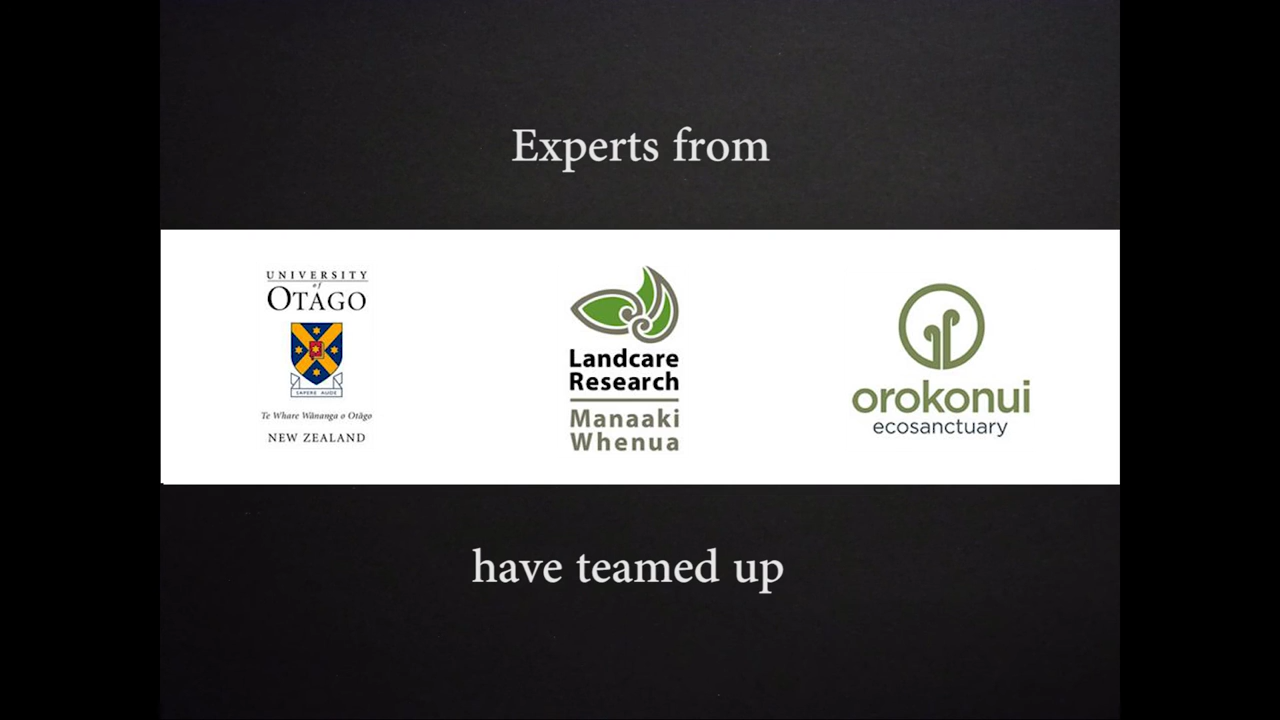 Experts from
UNIVERSITY
of
OTAGO
SAPERE AUDE
Te Whare Wānanga o Otāgo
NEW ZEALAND
Landcare
Research
Manaaki
Whenua
orokonui
ecosanctuary
have teamed up